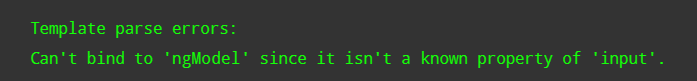 Template parse errors:
Can't bind to 'ngModel' since it isn't a known property of 'input'.